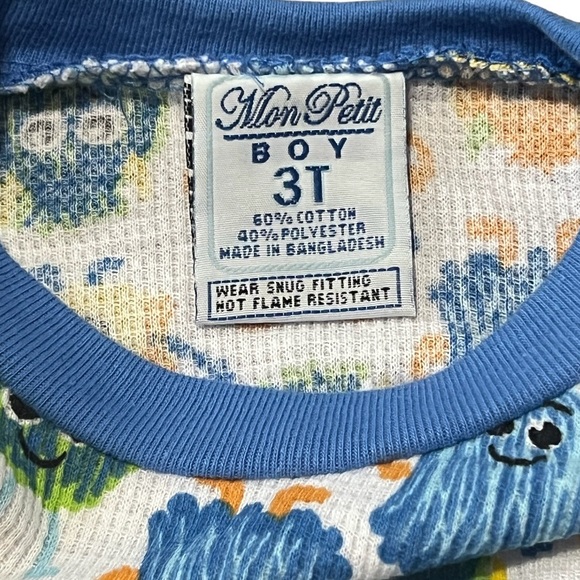 Mon Petit
BOY
3T
60% COTTON
40% POLYESTER
MADE IN BANGLADESH
WEAR SNUG FITTING
NOT FLAME RESISTANT